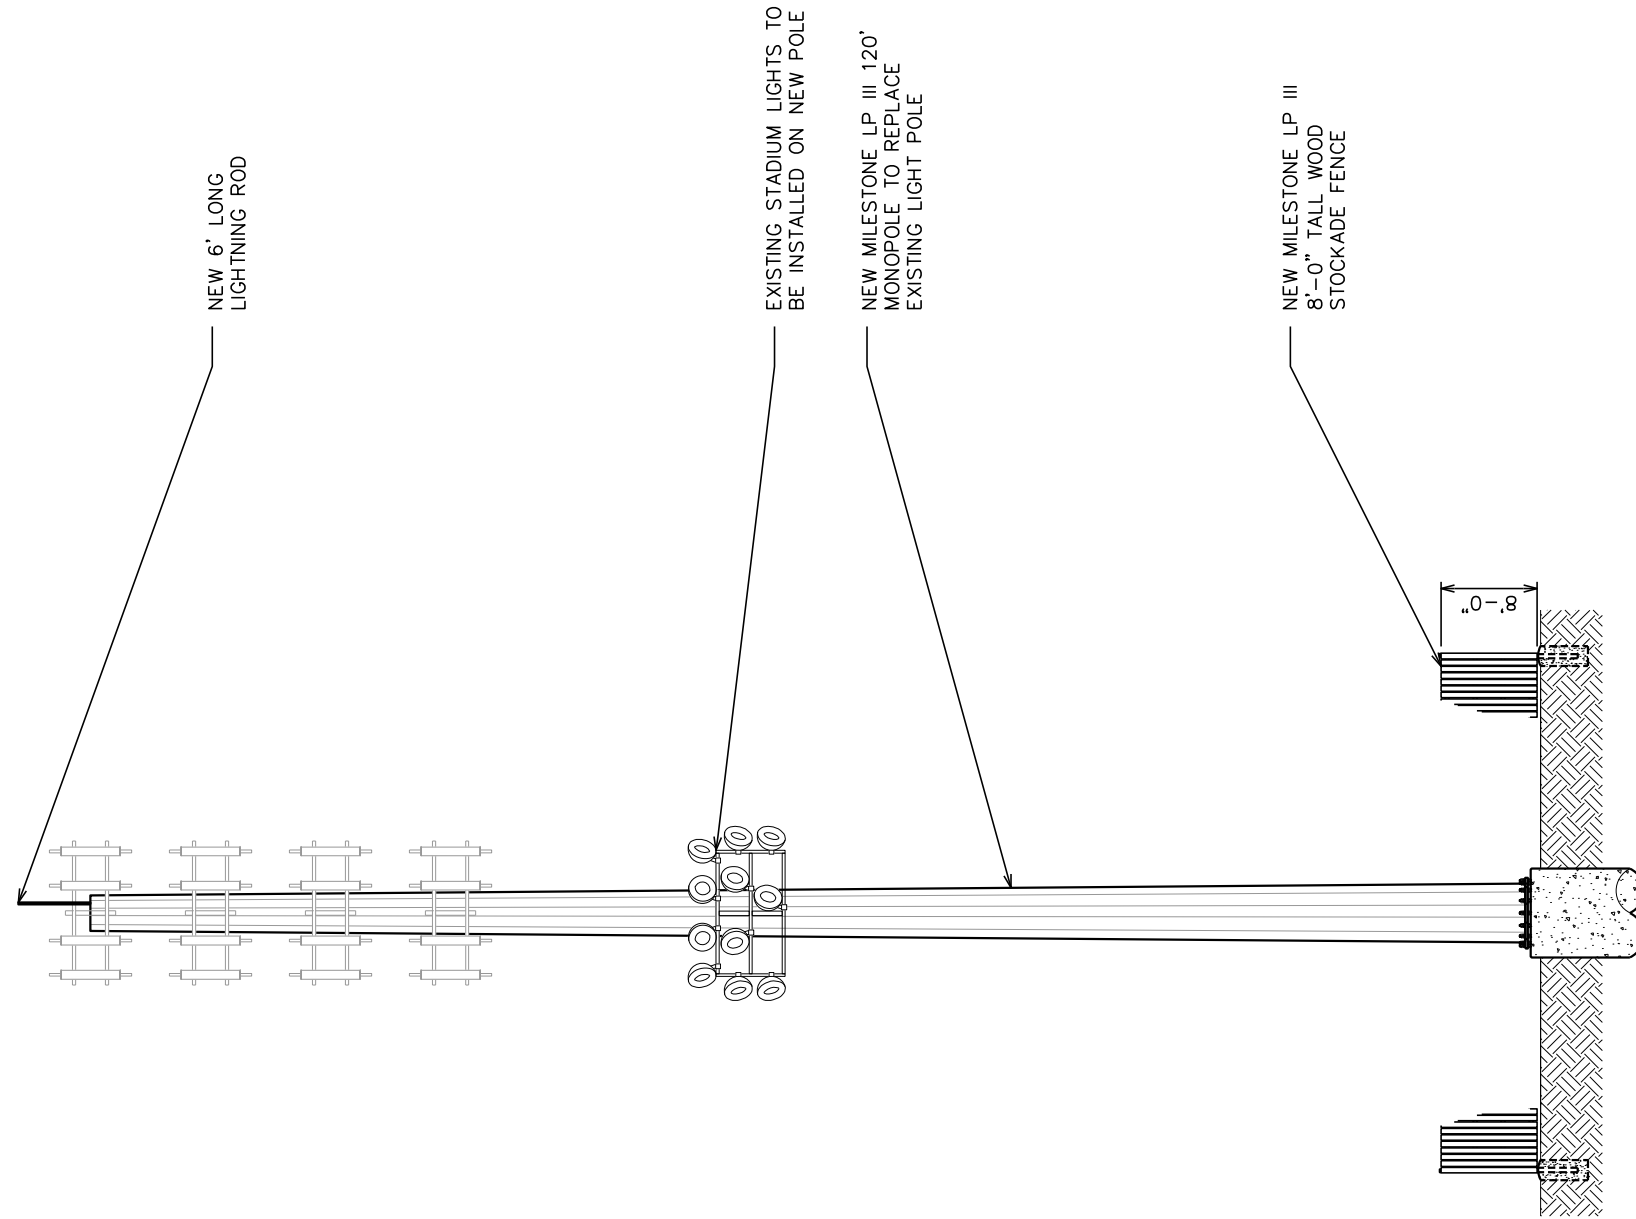 NEW 6' LONG
LIGHTNING ROD
EXISTING STADIUM LIGHTS TO
BE INSTALLED ON NEW POLE
NEW MILESTONE LP III 120'
MONOPOLE TO REPLACE
EXISTING LIGHT POLE
NEW MILESTONE LP III
8'-0" TALL WOOD
STOCKADE FENCE
8'-0"